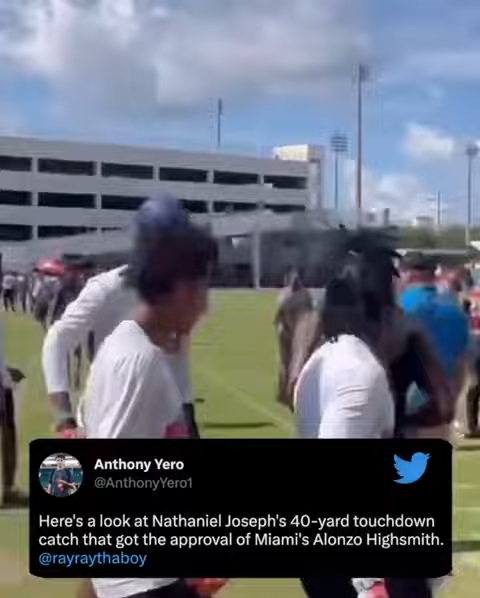 Anthony Yero
@AnthonyYero1
Here's a look at Nathaniel Joseph's 40-yard touchdown
catch that got the approval of Miami's Alonzo Highsmith.
@rayraythaboy